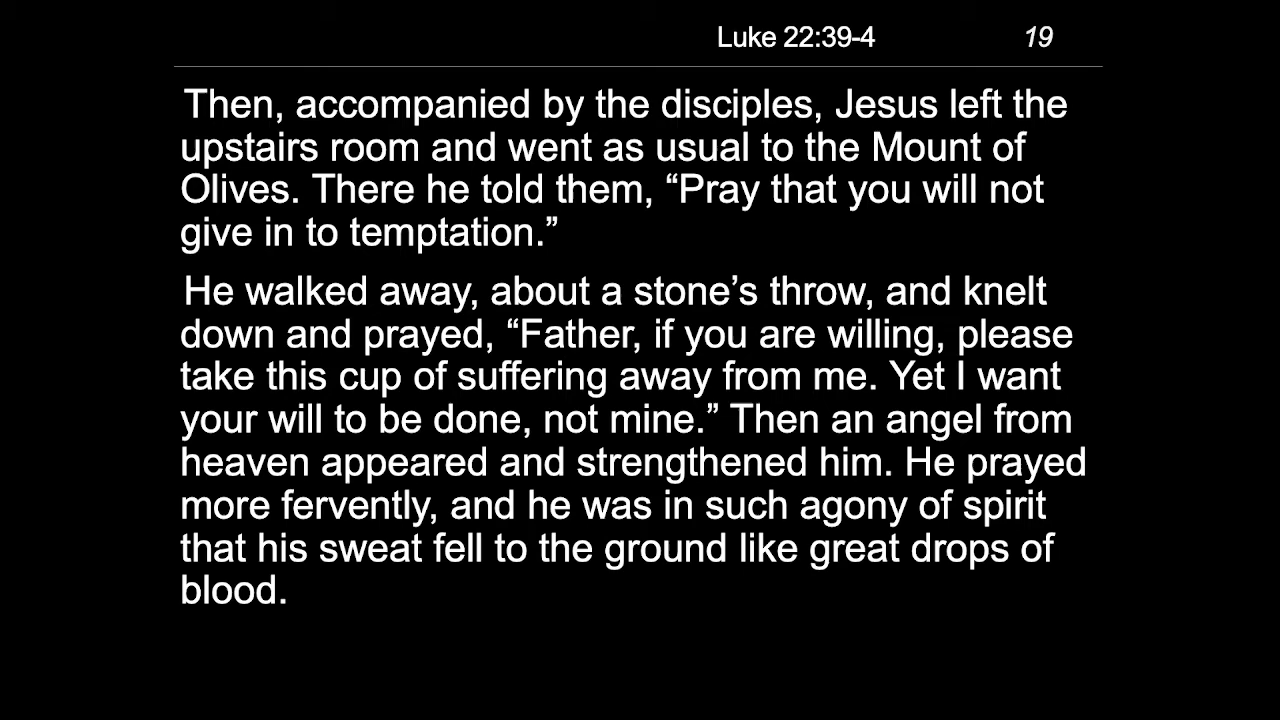 Luke 22:39-4 19
Then, accompanied by the disciples, Jesus left the
upstairs room and went as usual to the Mount of
Olives. There he told them, “Pray that you will not
give in to temptation.”
He walked away, about a stone’s throw, and knelt
down and prayed, “Father, if you are willing, please
take this cup of suffering away from me. Yet I want
your will to be done, not mine.” Then an angel from
heaven appeared and strengthened him. He prayed
more fervently, and he was in such agony of spirit
that his sweat fell to the ground like great drops of
blood.